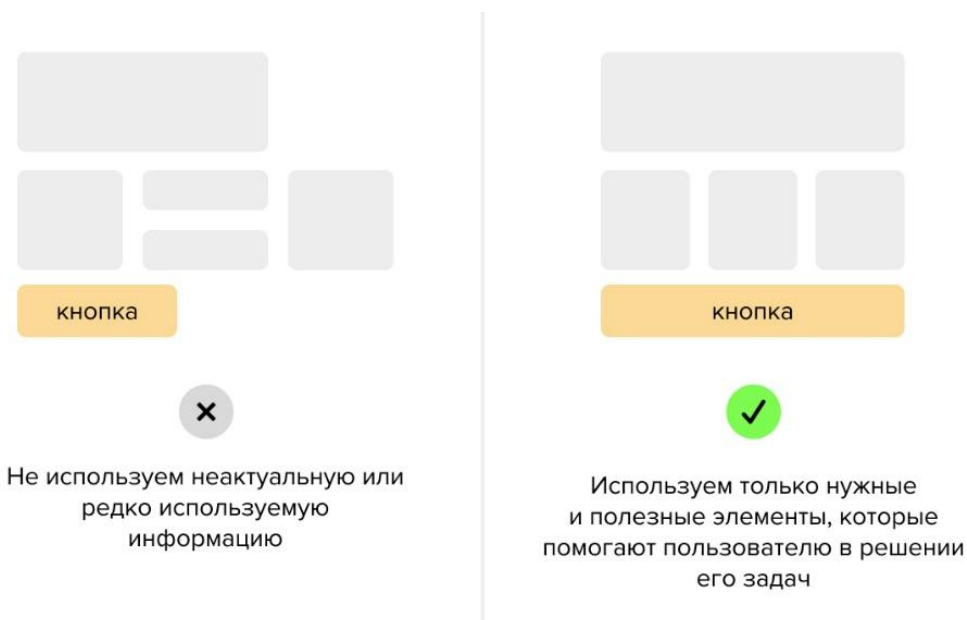 кнопка
Не используем неактуальную или
редко используемую
информацию
кнопка
Используем только нужные
и полезные элементы, которые
помогают пользователю в решении
его задач